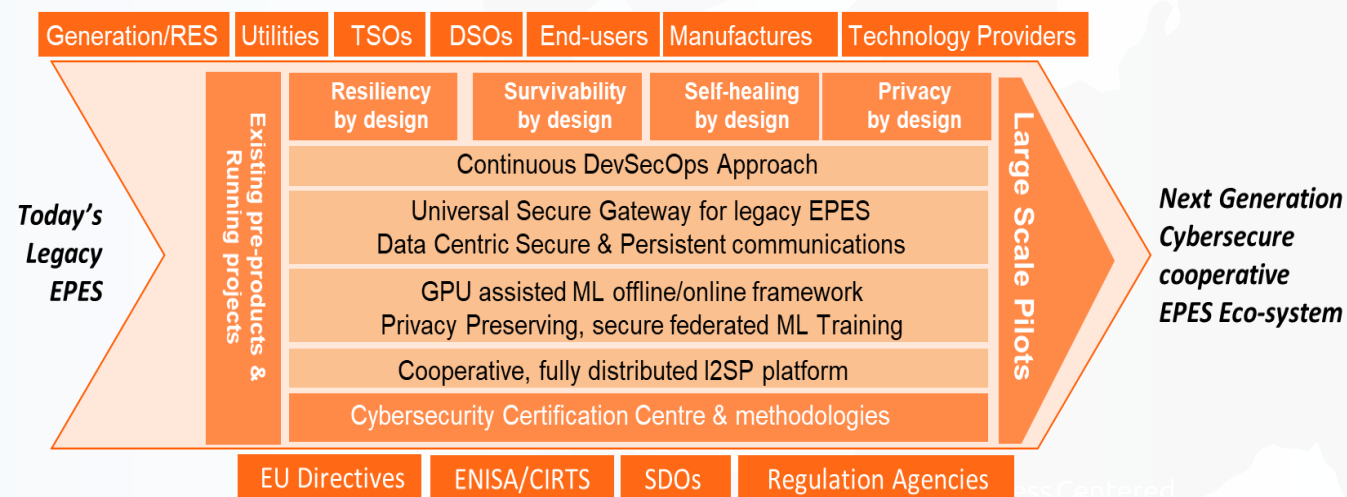 Generation/RES
Utilities
TSOs
DSOs
End-users
Manufactures
Technology Providers
Today's
Legacy
EPES
Existing pre-products &
Running projects
Resiliency
by design
Survivability
by design
Self-healing
by design
Privacy
by design
Continuous DevSecOps Approach
Universal Secure Gateway for legacy EPES
Data Centric Secure & Persistent communications
GPU assisted ML offline/online framework
Privacy Preserving, secure federated ML Training
Cooperative, fully distributed I2SP platform
Cybersecurity Certification Centre & methodologies
Large Scale Pilots
Next Generation
Cybersecure
cooperative
EPES Eco-system
EU Directives
ENISA/CIRTS
SDOs
Regulation Agencies
Centered